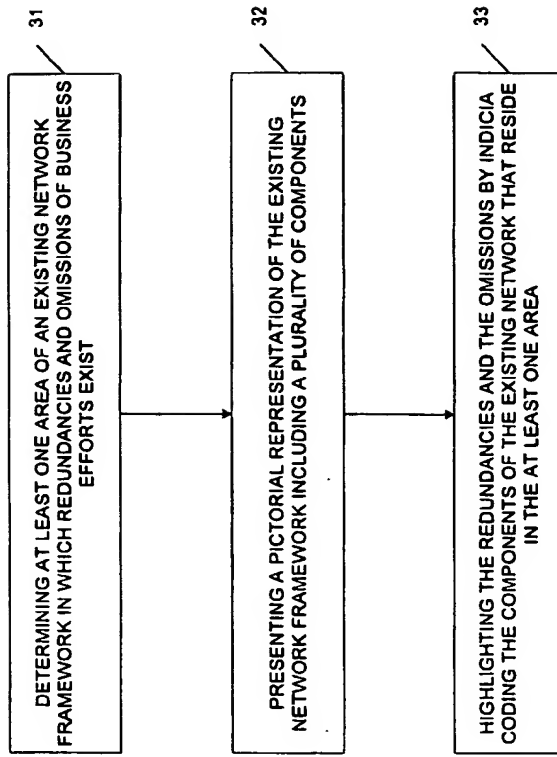 31
DETERMINING AT LEAST ONE AREA OF AN EXISTING NETWORK
FRAMEWORK IN WHICH REDUNDANCIES AND OMISSIONS OF BUSINESS
EFFORTS EXIST
32
PRESENTING A PICTORIAL REPRESENTATION OF THE EXISTING
NETWORK FRAMEWORK INCLUDING A PLURALITY OF COMPONENTS
33
HIGHLIGHTING THE REDUNDANCIES AND THE OMISSIONS BY INDICIA
CODING THE COMPONENTS OF THE EXISTING NETWORK THAT RESIDE
IN THE AT LEAST ONE AREA